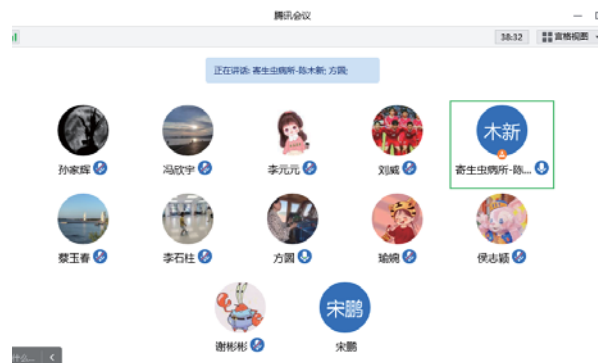 腾讯会议
38:32 宫格视图
正在讲话: 寄生虫病所-陈木新; 方圆;
木新
孙家辉 冯欣宇 李元元 刘威 寄生虫病所-陈...
蔡玉春 李石柱 方圆 瑜婉 侯志颖
宋鹏
谢彬彬 宋鹏
什么...